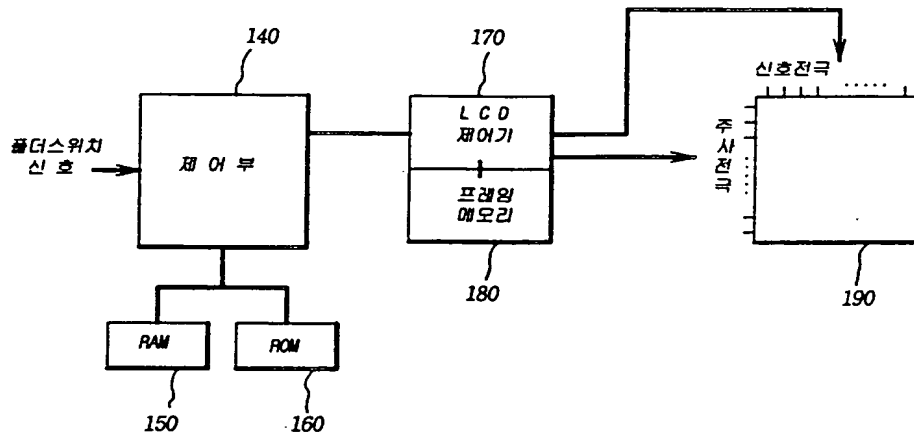 140
170
신호전극
.....
L C D
제어기
폴더스위치
신 호
제 어 부
주사전극
.....
프레임
메모리
180
190
RAM
ROM
150
160